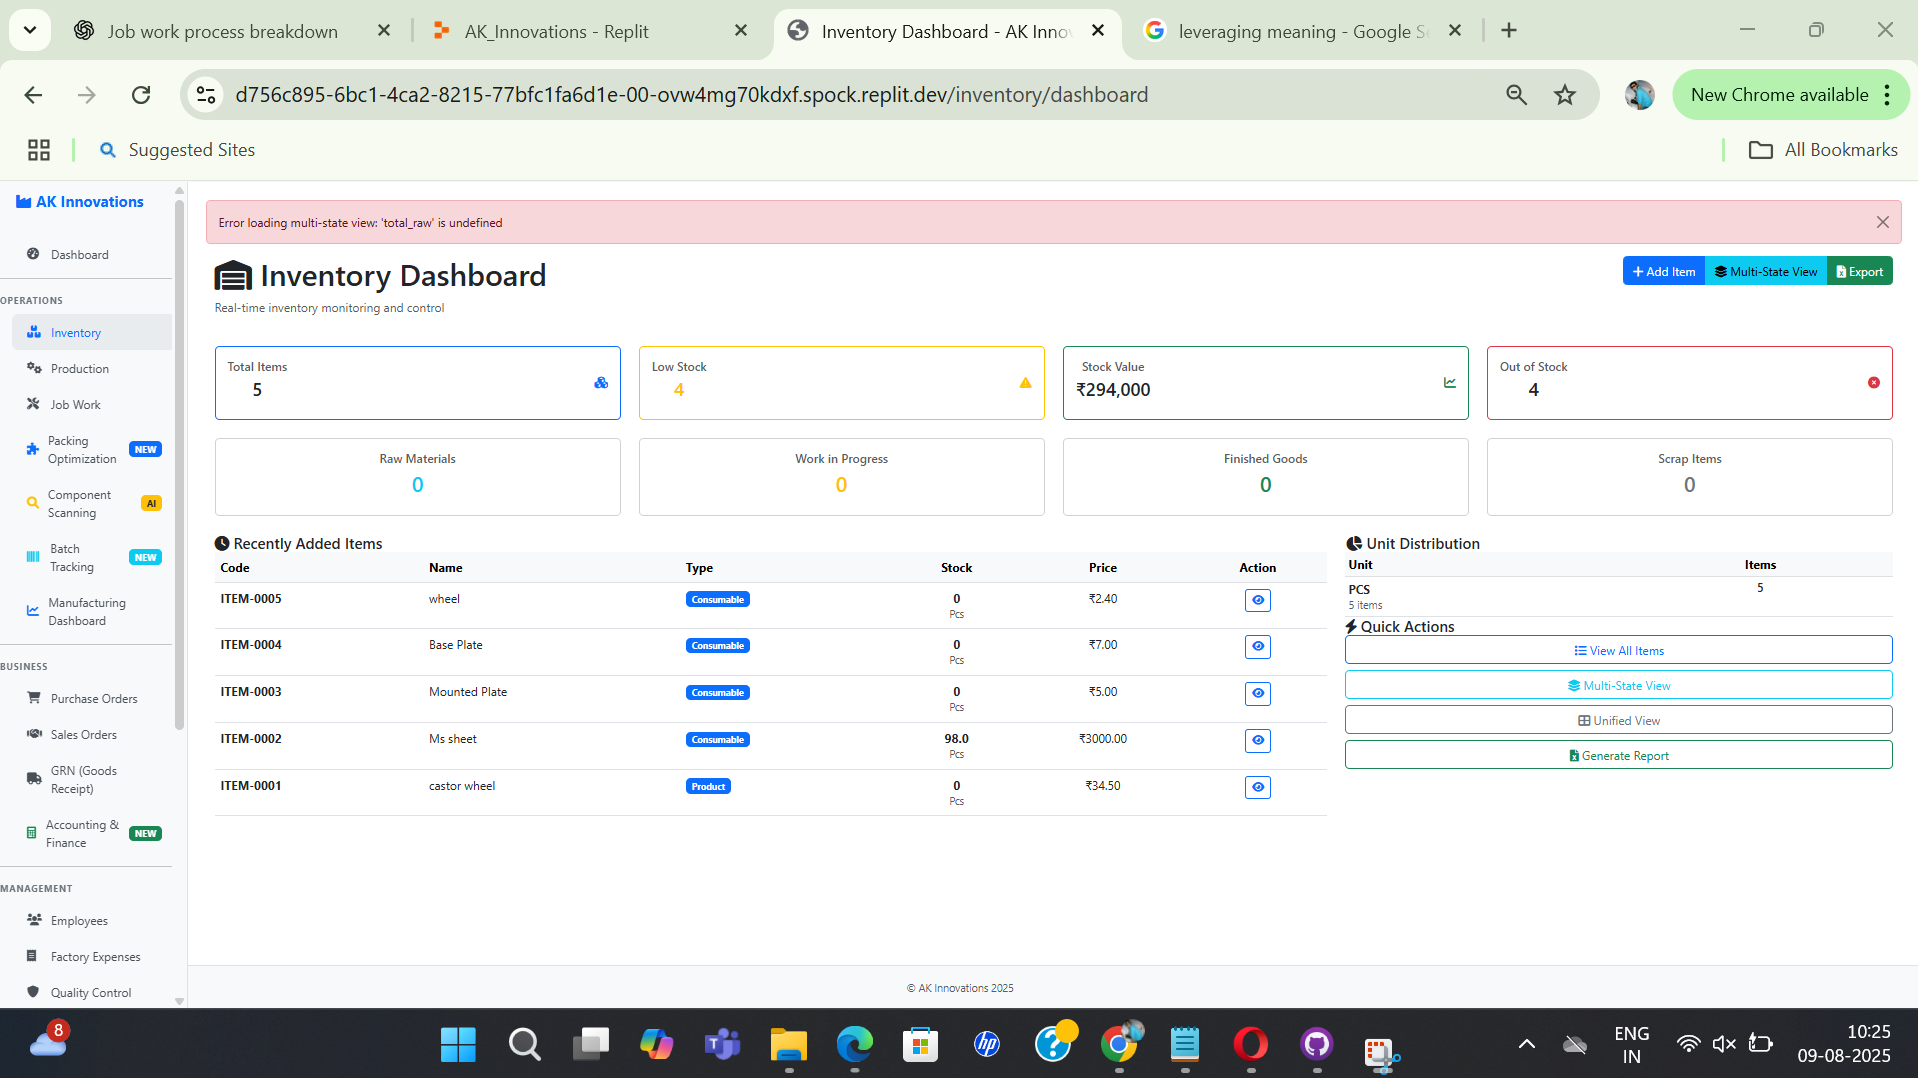 Job work process breakdown
AK_Innovations - Replit
Inventory Dashboard - AK Inno
leveraging meaning - Google S
d756c895-6bc1-4ca2-8215-77bfc1fa6d1e-00-ovw4mg70kdxf.spock.replit.dev/inventory/dashboard
New Chrome available
Suggested Sites
All Bookmarks
AK Innovations
Dashboard
OPERATIONS
Inventory
Production
Job Work
Packing
Optimization
NEW
Component
Scanning
AI
Batch
Tracking
NEW
Manufacturing
Dashboard
BUSINESS
Purchase Orders
Sales Orders
GRN (Goods
Receipt)
Accounting &
Finance
NEW
MANAGEMENT
Employees
Factory Expenses
Quality Control
Error loading multi-state view: 'total_raw' is undefined
Inventory Dashboard
Real-time inventory monitoring and control
Add Item
Multi-State View
Export
Total Items
5
Low Stock
4
Stock Value
₹294,000
Out of Stock
4
Raw Materials
0
Work in Progress
0
Finished Goods
0
Scrap Items
0
Recently Added Items
Code Name Type Stock Price Action
ITEM-0005 wheel Consumable 0 ₹2.40
Pcs
ITEM-0004 Base Plate Consumable 0 ₹7.00
Pcs
ITEM-0003 Mounted Plate Consumable 0 ₹5.00
Pcs
ITEM-0002 Ms sheet Consumable 98.0 ₹3000.00
Pcs
ITEM-0001 castor wheel Product 0 ₹34.50
Pcs
Unit Distribution
Unit Items
PCS 5
5 items
Quick Actions
View All Items
Multi-State View
Unified View
Generate Report
© AK Innovations 2025
8
hp
ENG
IN
10:25
09-08-2025